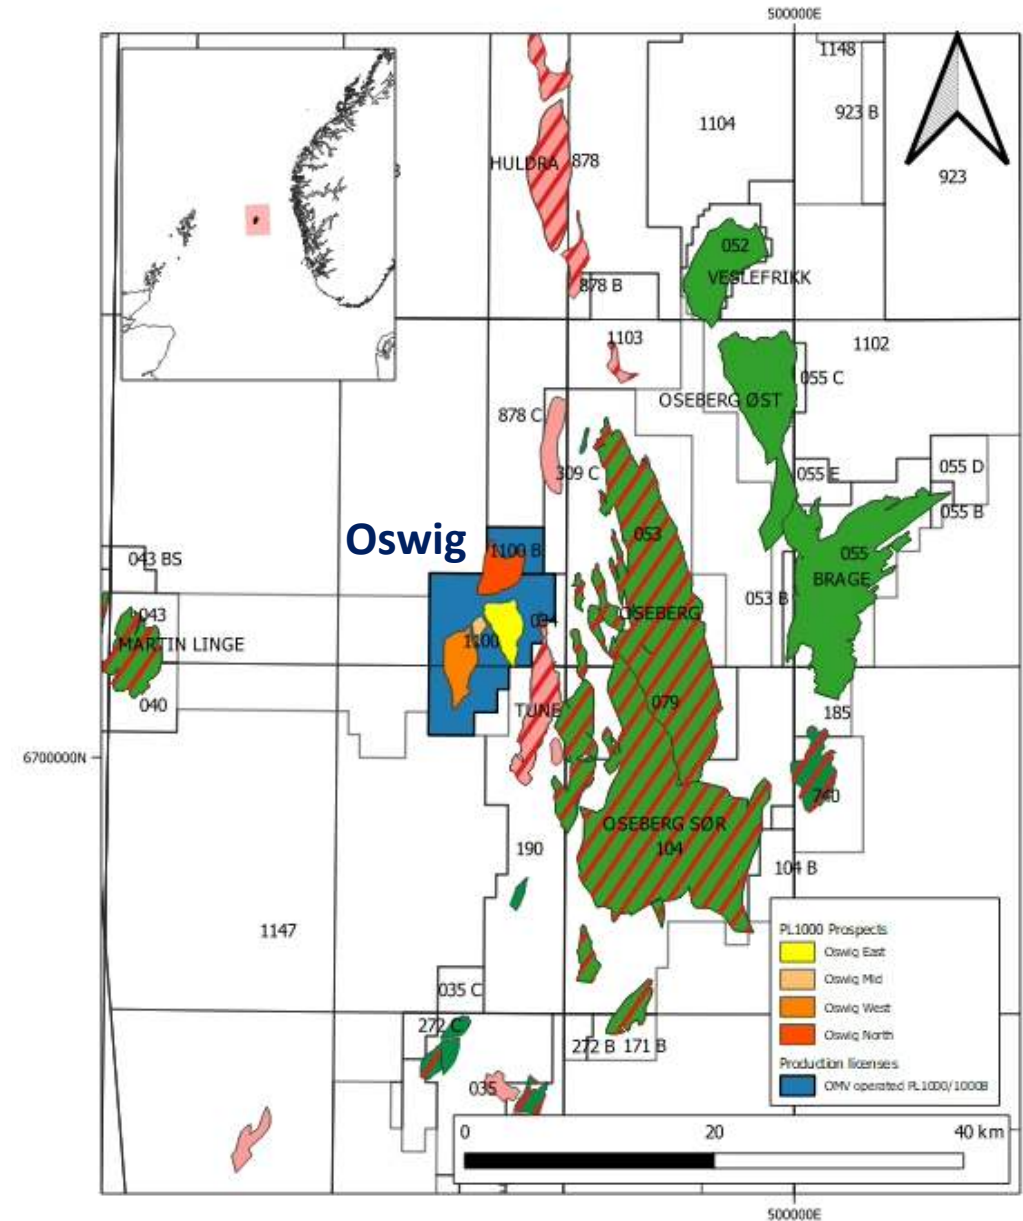 500000E
1148
923 B
1104
923
HULDRA
878
052
VESLEFRIKK
878 B
1103
1102
055 C
OSEBERG ØST
878 C
309 C
055 E
055 D
055 B
Oswig
053
1100 B
043 BS
055
BRAGE
053 B
043
OSEBERG
034
MARTIN LINGE
1100
040
TUNE
079
185
6700000N
740
OSEBERG SØR
104
190
104 B
1147
PL1000 Prospects
Oswig East
Oswig Mid
Oswig West
Oswig North
Production licenses
OMV operated PL1000/1000B
035 C
272 C
272 B
171 B
035
0
20
40 km
500000E